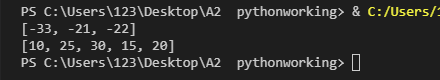 PS C:\Users\123\Desktop\A2  pythonworking> & C:/Users/1
[-33, -21, -22]
[10, 25, 30, 15, 20]
PS C:\Users\123\Desktop\A2  pythonworking>